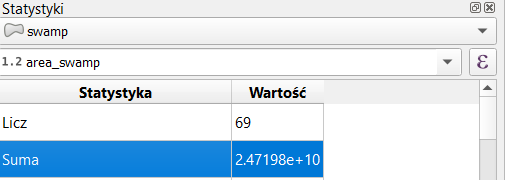 Statystyki
swamp
1.2 area_swamp ε
Statystyka Wartość
Licz 69
Suma 2.47198e+10